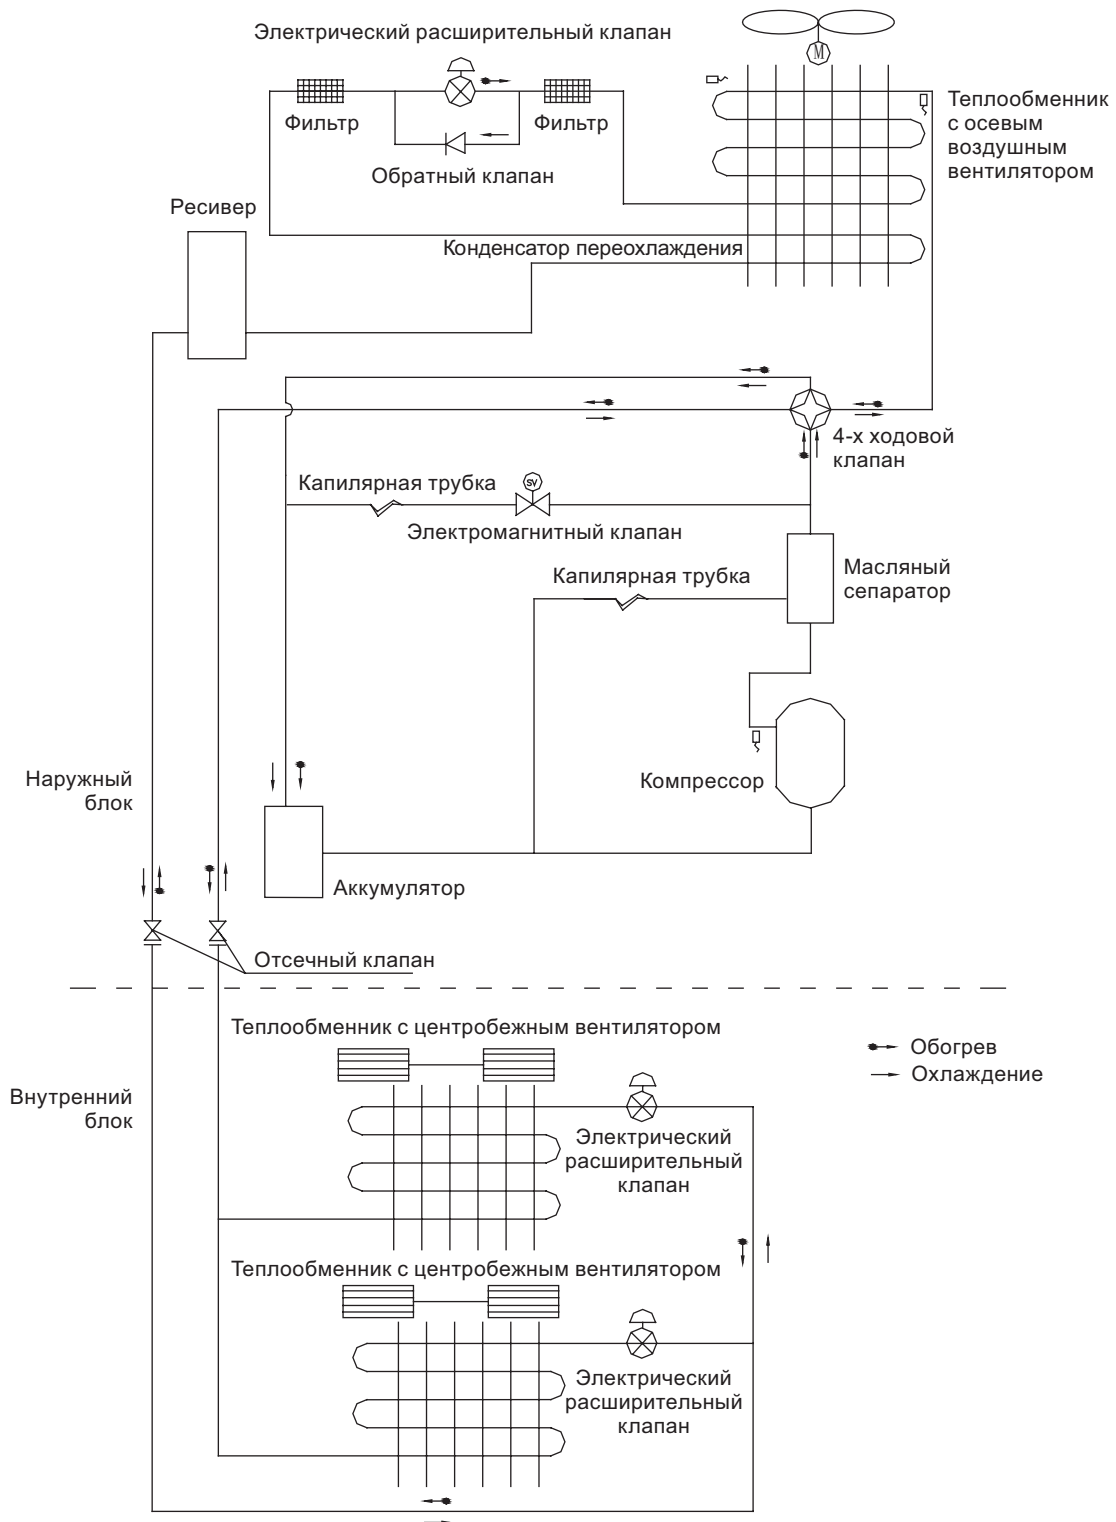 Электрический расширительный клапан
M
Фильтр
Фильтр
Обратный клапан
Теплообменник
с осевым
воздушным
вентилятором
Ресивер
Конденсатор переохлаждения
4-х ходовой
клапан
Капилярная трубка
SV
Электромагнитный клапан
Масляный
сепаратор
Капилярная трубка
Компрессор
Наружный
блок
Аккумулятор
Отсечный клапан
Теплообменник с центробежным вентилятором
Обогрев
Охлаждение
Внутренний
блок
Электрический
расширительный
клапан
Теплообменник с центробежным вентилятором
Электрический
расширительный
клапан